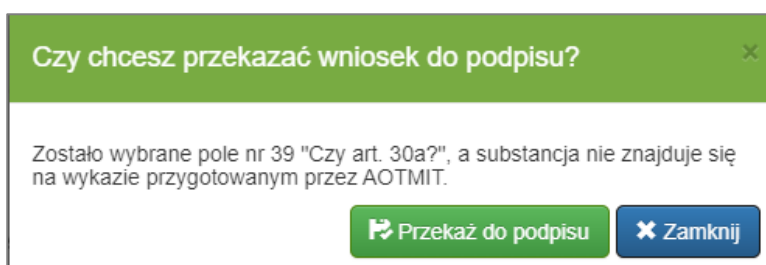 Czy chcesz przekazać wniosek do podpisu?
×
Zostało wybrane pole nr 39 "Czy art. 30a?", a substancja nie znajduje się
na wykazie przygotowanym przez AOTMIT.
Przekaż do podpisu
✖ Zamknij